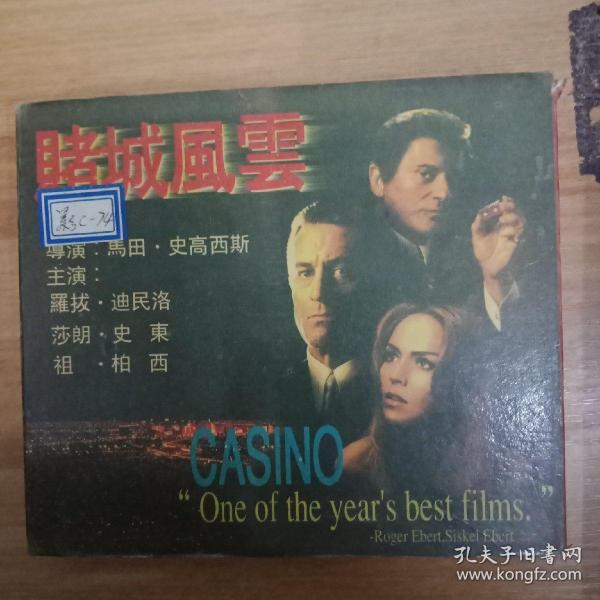 賭城風雲
C-74
導演:馬田·史高西斯
主演:
羅拔·迪民洛
莎朗·史東
祖·柏西
CASINO
“One of the year's best films.”
-Roger Ebert.Siskel Ebert
孔夫子旧書网
www.kongfz.com